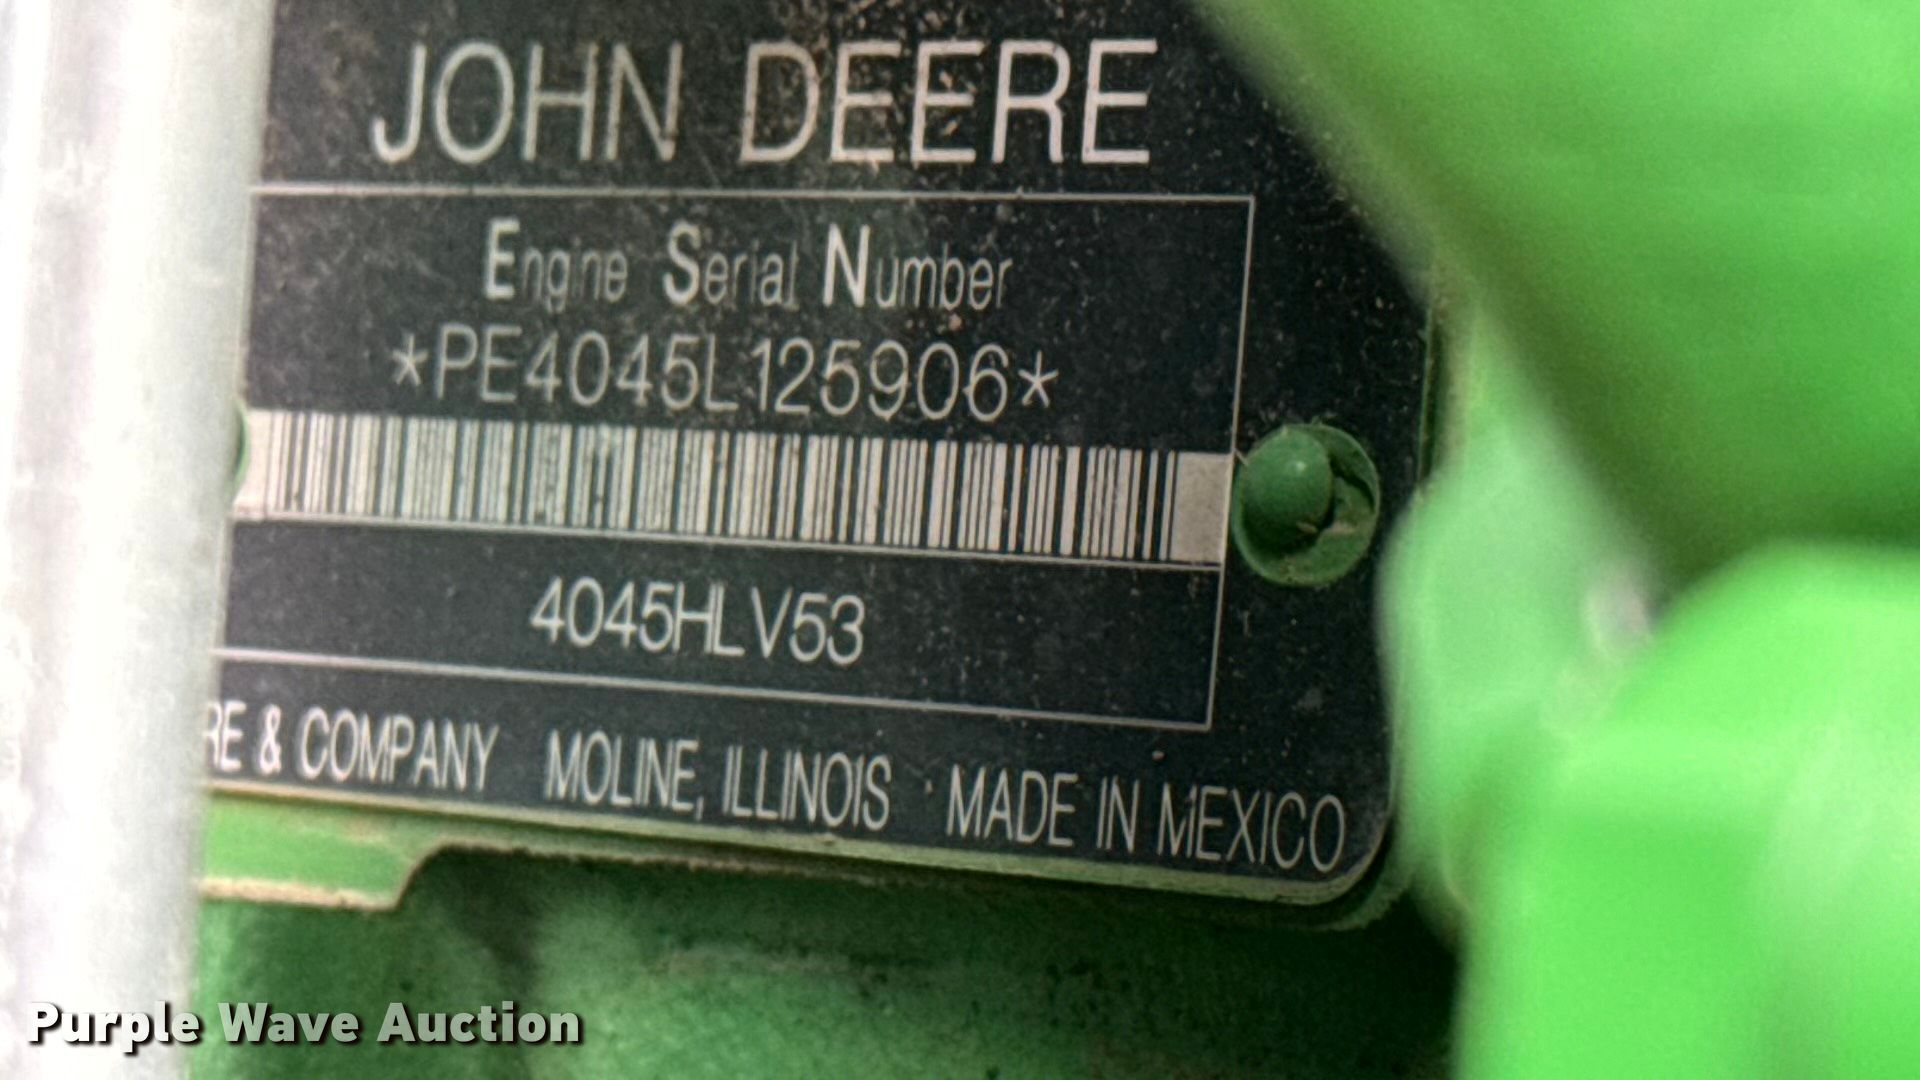 JOHN DEERE
Engine Serial Number
*PE4045L125906*
4045HLV53
RE & COMPANY MOLINE, ILLINOIS MADE IN MEXICO
Purple Wave Auction